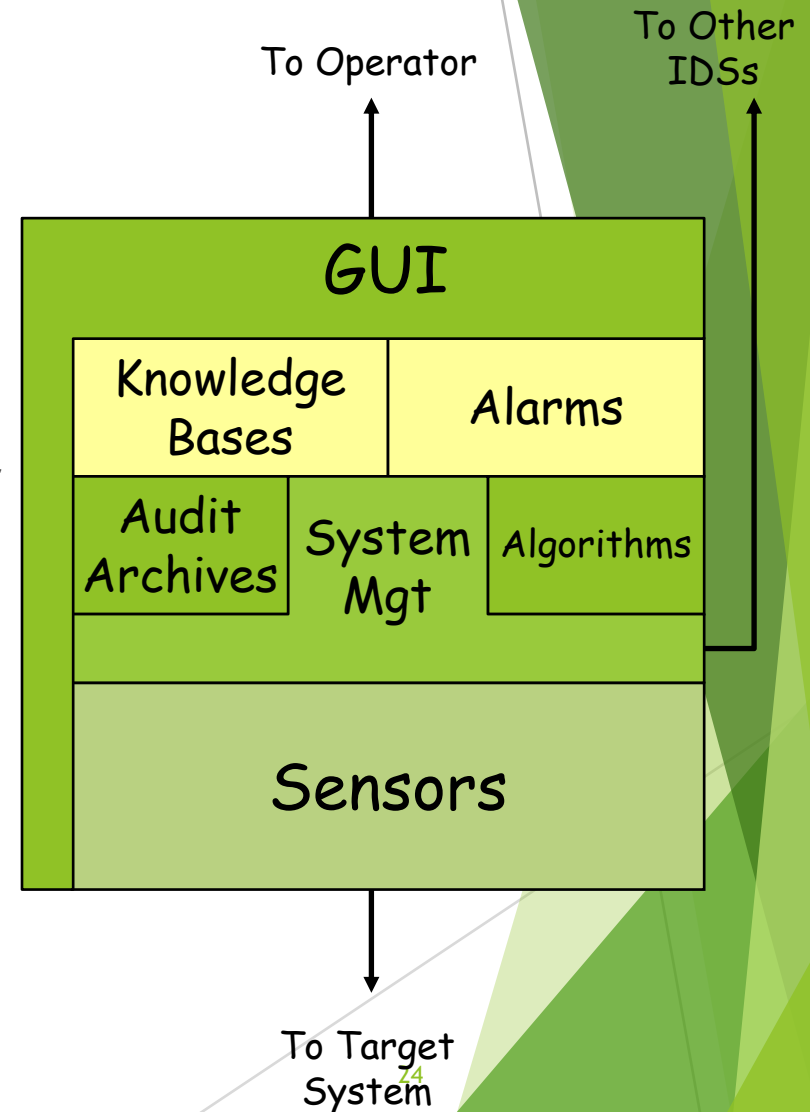 To Operator
To Other
IDSs
GUI
Knowledge
Bases
Alarms
Audit
Archives
System
Mgt
Algorithms
Sensors
To Target
System
24